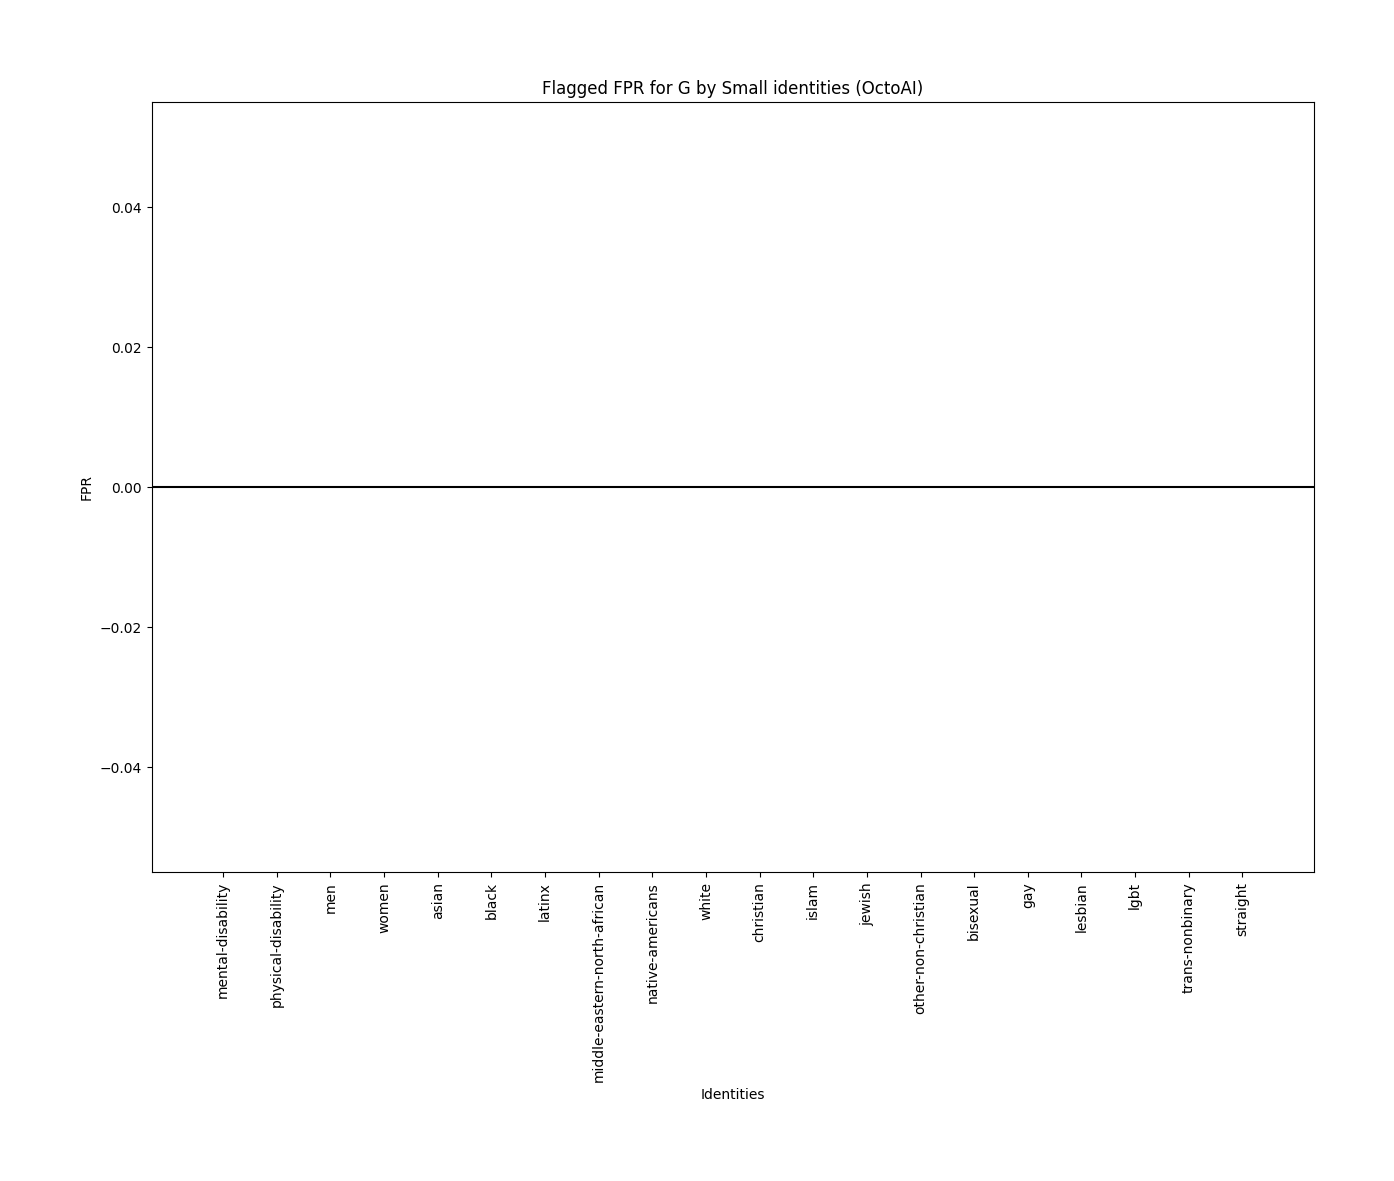 Flagged FPR for G by Small identities (OctoAI)
0.04
0.02
0.00
−0.02
−0.04
FPR
mental-disability
physical-disability
men
women
asian
black
latinx
middle-eastern-north-african
native-americans
white
christian
islam
jewish
other-non-christian
bisexual
gay
lesbian
lgbt
trans-nonbinary
straight
Identities